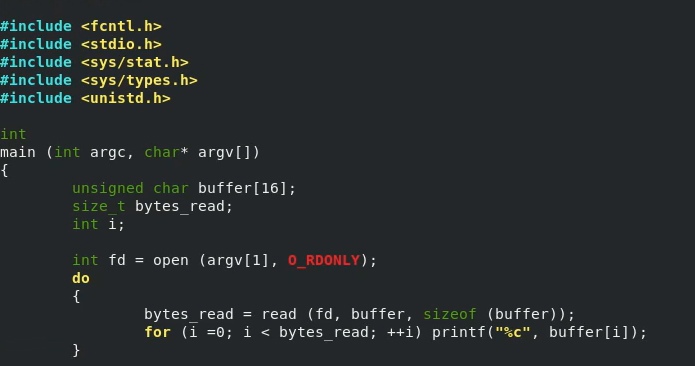 #include <fcntl.h>
#include <stdio.h>
#include <sys/stat.h>
#include <sys/types.h>
#include <unistd.h>

int
main (int argc, char* argv[])
{
        unsigned char buffer[16];
        size_t bytes_read;
        int i;

        int fd = open (argv[1], O_RDONLY);
        do
        {
                bytes_read = read (fd, buffer, sizeof (buffer));
                for (i =0; i < bytes_read; ++i) printf("%c", buffer[i]);
        }